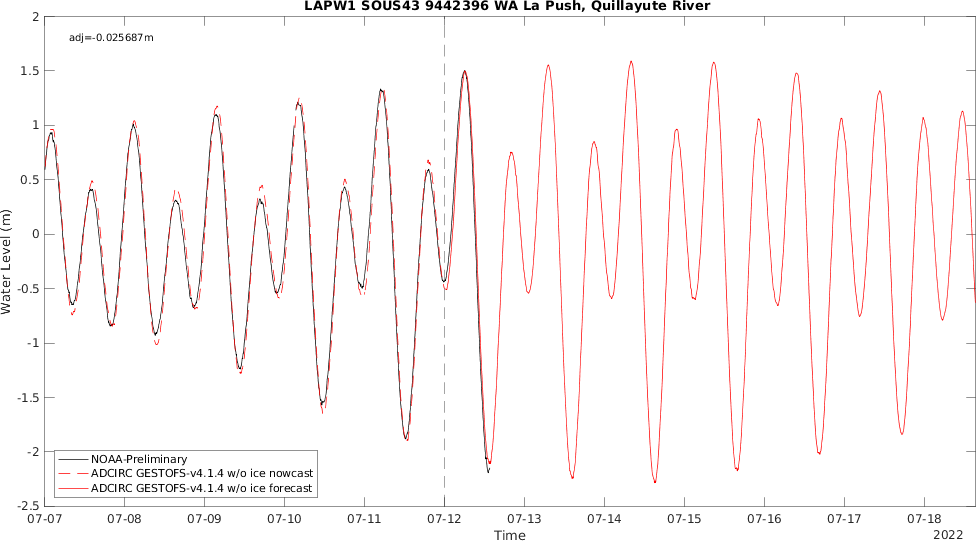 LAPW1 SOUS43 9442396 WA La Push, Quillayute River
adj=-0.025687m
2
1.5
1
0.5
0
-0.5
-1
-1.5
-2
-2.5
Water Level (m)
NOAA-Preliminary
ADCIRC GESTOFS-v4.1.4 w/o ice nowcast
ADCIRC GESTOFS-v4.1.4 w/o ice forecast
07-07 07-08 07-09 07-10 07-11 07-12 07-13 07-14 07-15 07-16 07-17 07-18
Time
2022